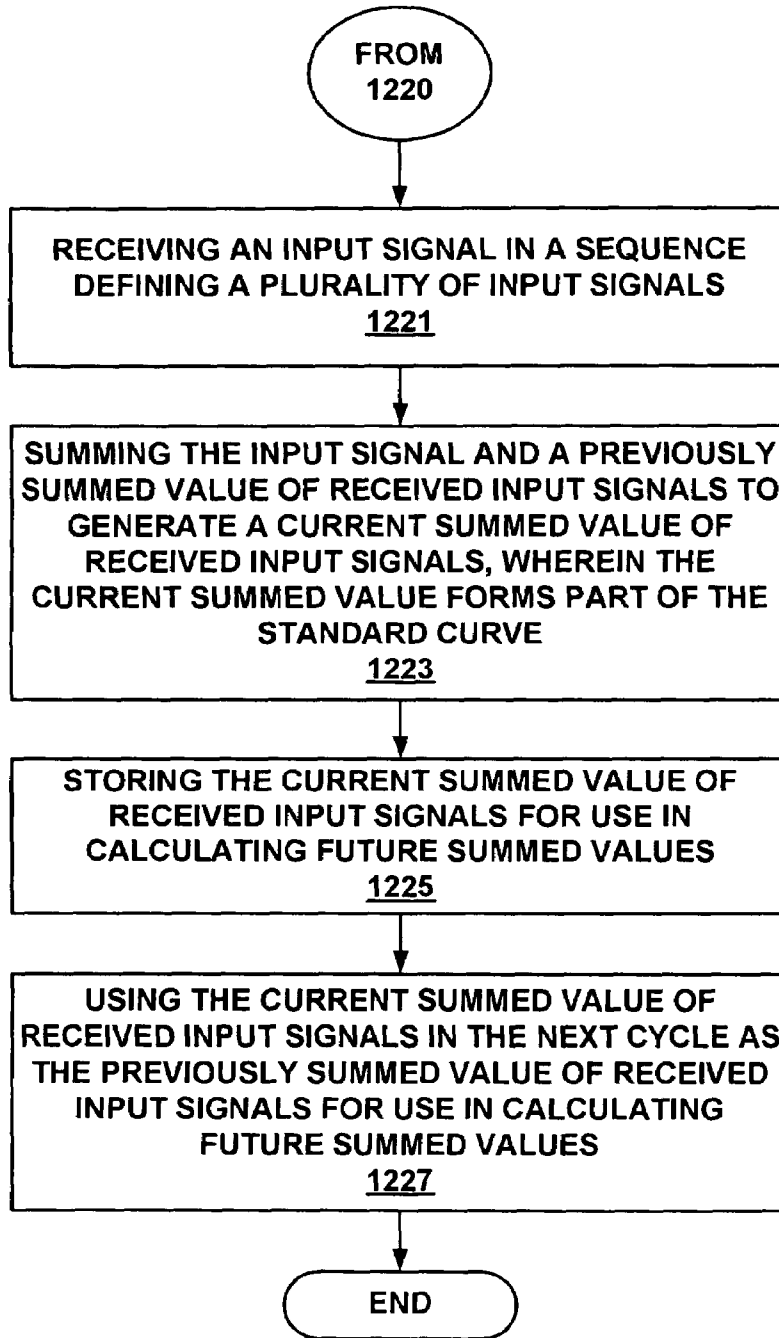 FROM
1220
RECEIVING AN INPUT SIGNAL IN A SEQUENCE
DEFINING A PLURALITY OF INPUT SIGNALS
1221
SUMMING THE INPUT SIGNAL AND A PREVIOUSLY
SUMMED VALUE OF RECEIVED INPUT SIGNALS TO
GENERATE A CURRENT SUMMED VALUE OF
RECEIVED INPUT SIGNALS, WHEREIN THE
CURRENT SUMMED VALUE FORMS PART OF THE
STANDARD CURVE
1223
STORING THE CURRENT SUMMED VALUE OF
RECEIVED INPUT SIGNALS FOR USE IN
CALCULATING FUTURE SUMMED VALUES
1225
USING THE CURRENT SUMMED VALUE OF
RECEIVED INPUT SIGNALS IN THE NEXT CYCLE AS
THE PREVIOUSLY SUMMED VALUE OF RECEIVED
INPUT SIGNALS FOR USE IN CALCULATING
FUTURE SUMMED VALUES
1227
END